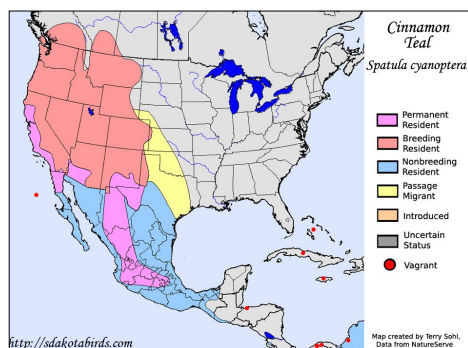 Cinnamon
Teal
Spatula cyanoptera
Permanent
Resident
Breeding
Resident
Nonbreeding
Resident
Passage
Migrant
Introduced
Uncertain
Status
Vagrant
http://sdakotabirds.com
Map created by Terry Sohl,
Data from NatureServe